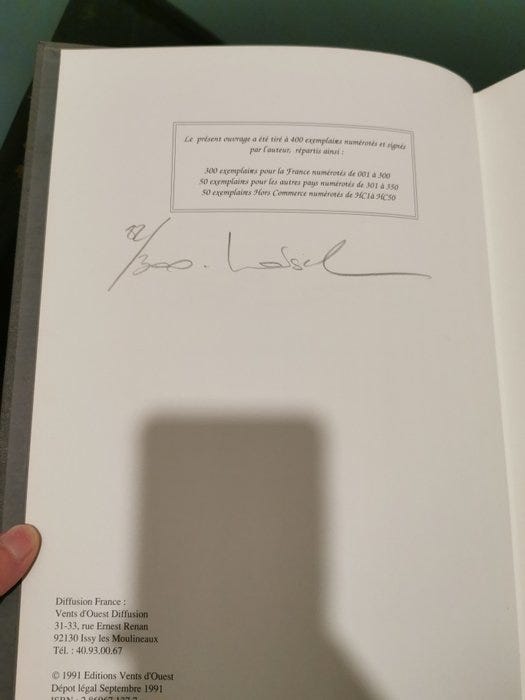 Le présent ouvrage a été tiré à 400 exemplaires numérotés et signés
par l'auteur, répartis ainsi :
300 exemplaires pour la France numérotés de 001 à 300
50 exemplaires pour les autres pays numérotés de 301 à 350
50 exemplaires Hors Commerce numérotés de HC1à HC50
/300. Loisel
Diffusion France :
Vents d'Ouest Diffusion
31-33, rue Ernest Renan
92130 Issy les Moulineaux
Tél. : 40.93.00.67
© 1991 Editions Vents d'Ouest
Dépot légal Septembre 1991